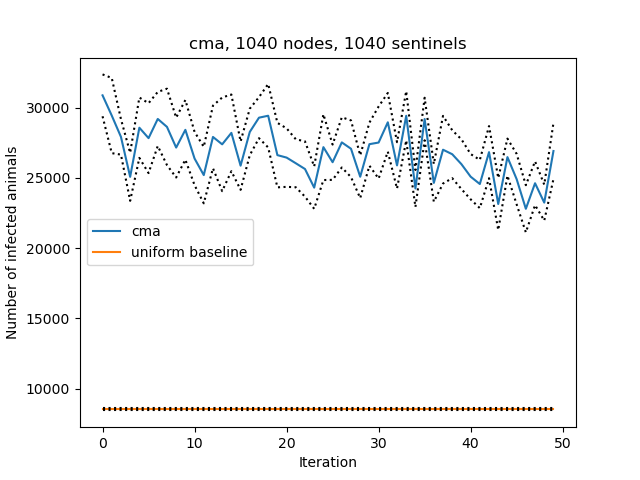 cma, 1040 nodes, 1040 sentinels
Number of infected animals
30000
25000
20000
15000
10000
cma
uniform baseline
0
10
20
30
40
50
Iteration